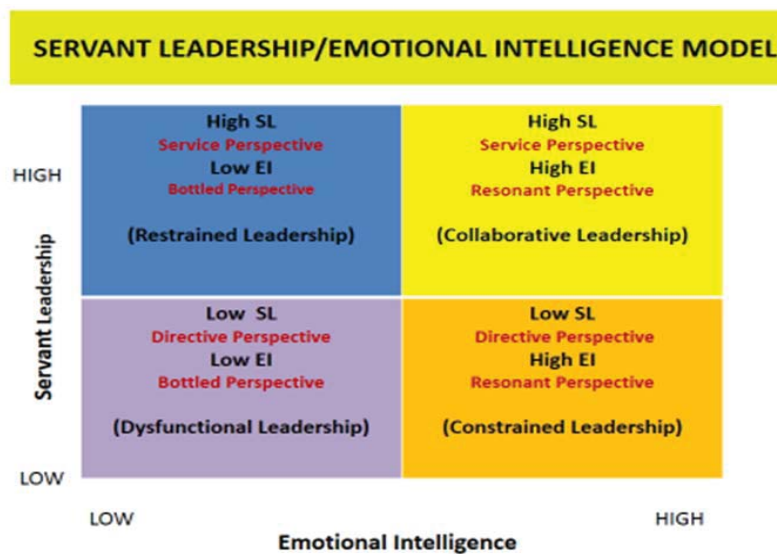 SERVANT LEADERSHIP/EMOTIONAL INTELLIGENCE MODEL
High SL
Service Perspective
Low EI
Bottled Perspective
(Restrained Leadership)
High SL
Service Perspective
High EI
Resonant Perspective
(Collaborative Leadership)
HIGH
Servant Leadership
Low SL
Directive Perspective
Low EI
Bottled Perspective
(Dysfunctional Leadership)
Low SL
Directive Perspective
High EI
Resonant Perspective
(Constrained Leadership)
LOW
LOW
HIGH
Emotional Intelligence